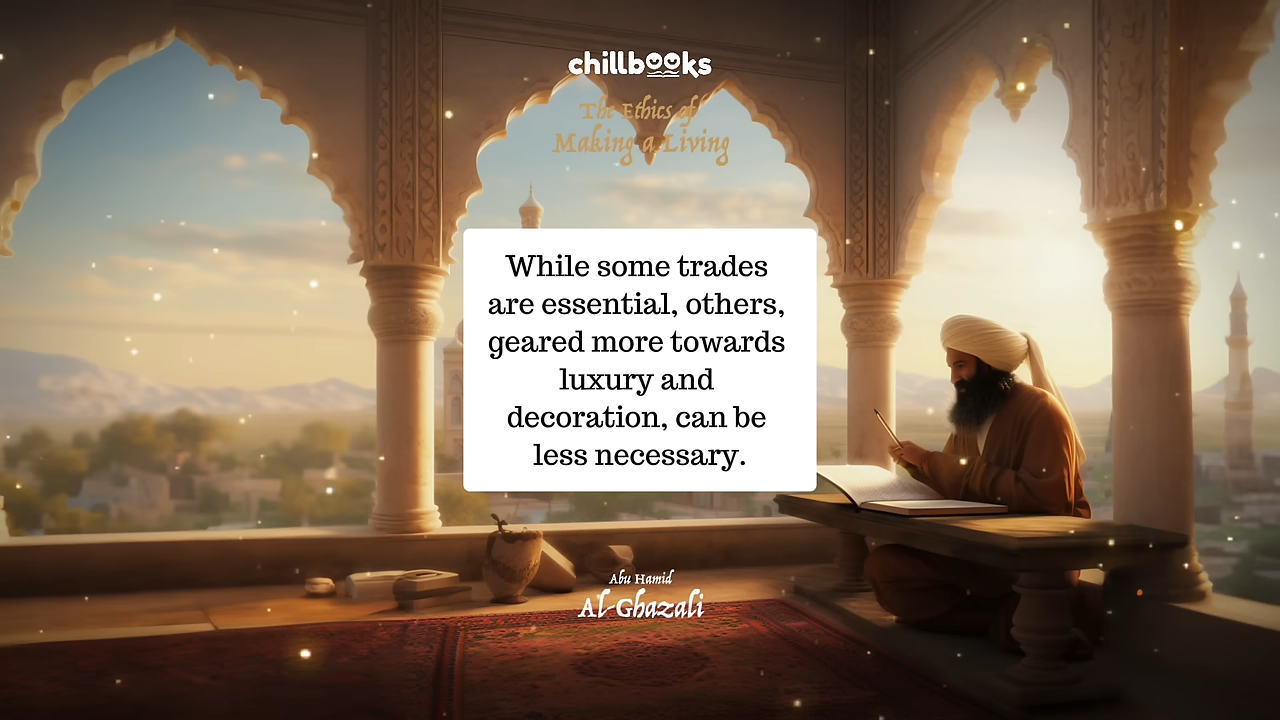 chillbooks
The Ethics of
Making a Living
While some trades
are essential, others,
geared more towards
luxury and
decoration, can be
less necessary.
Abu Hamid
Al-Ghazali